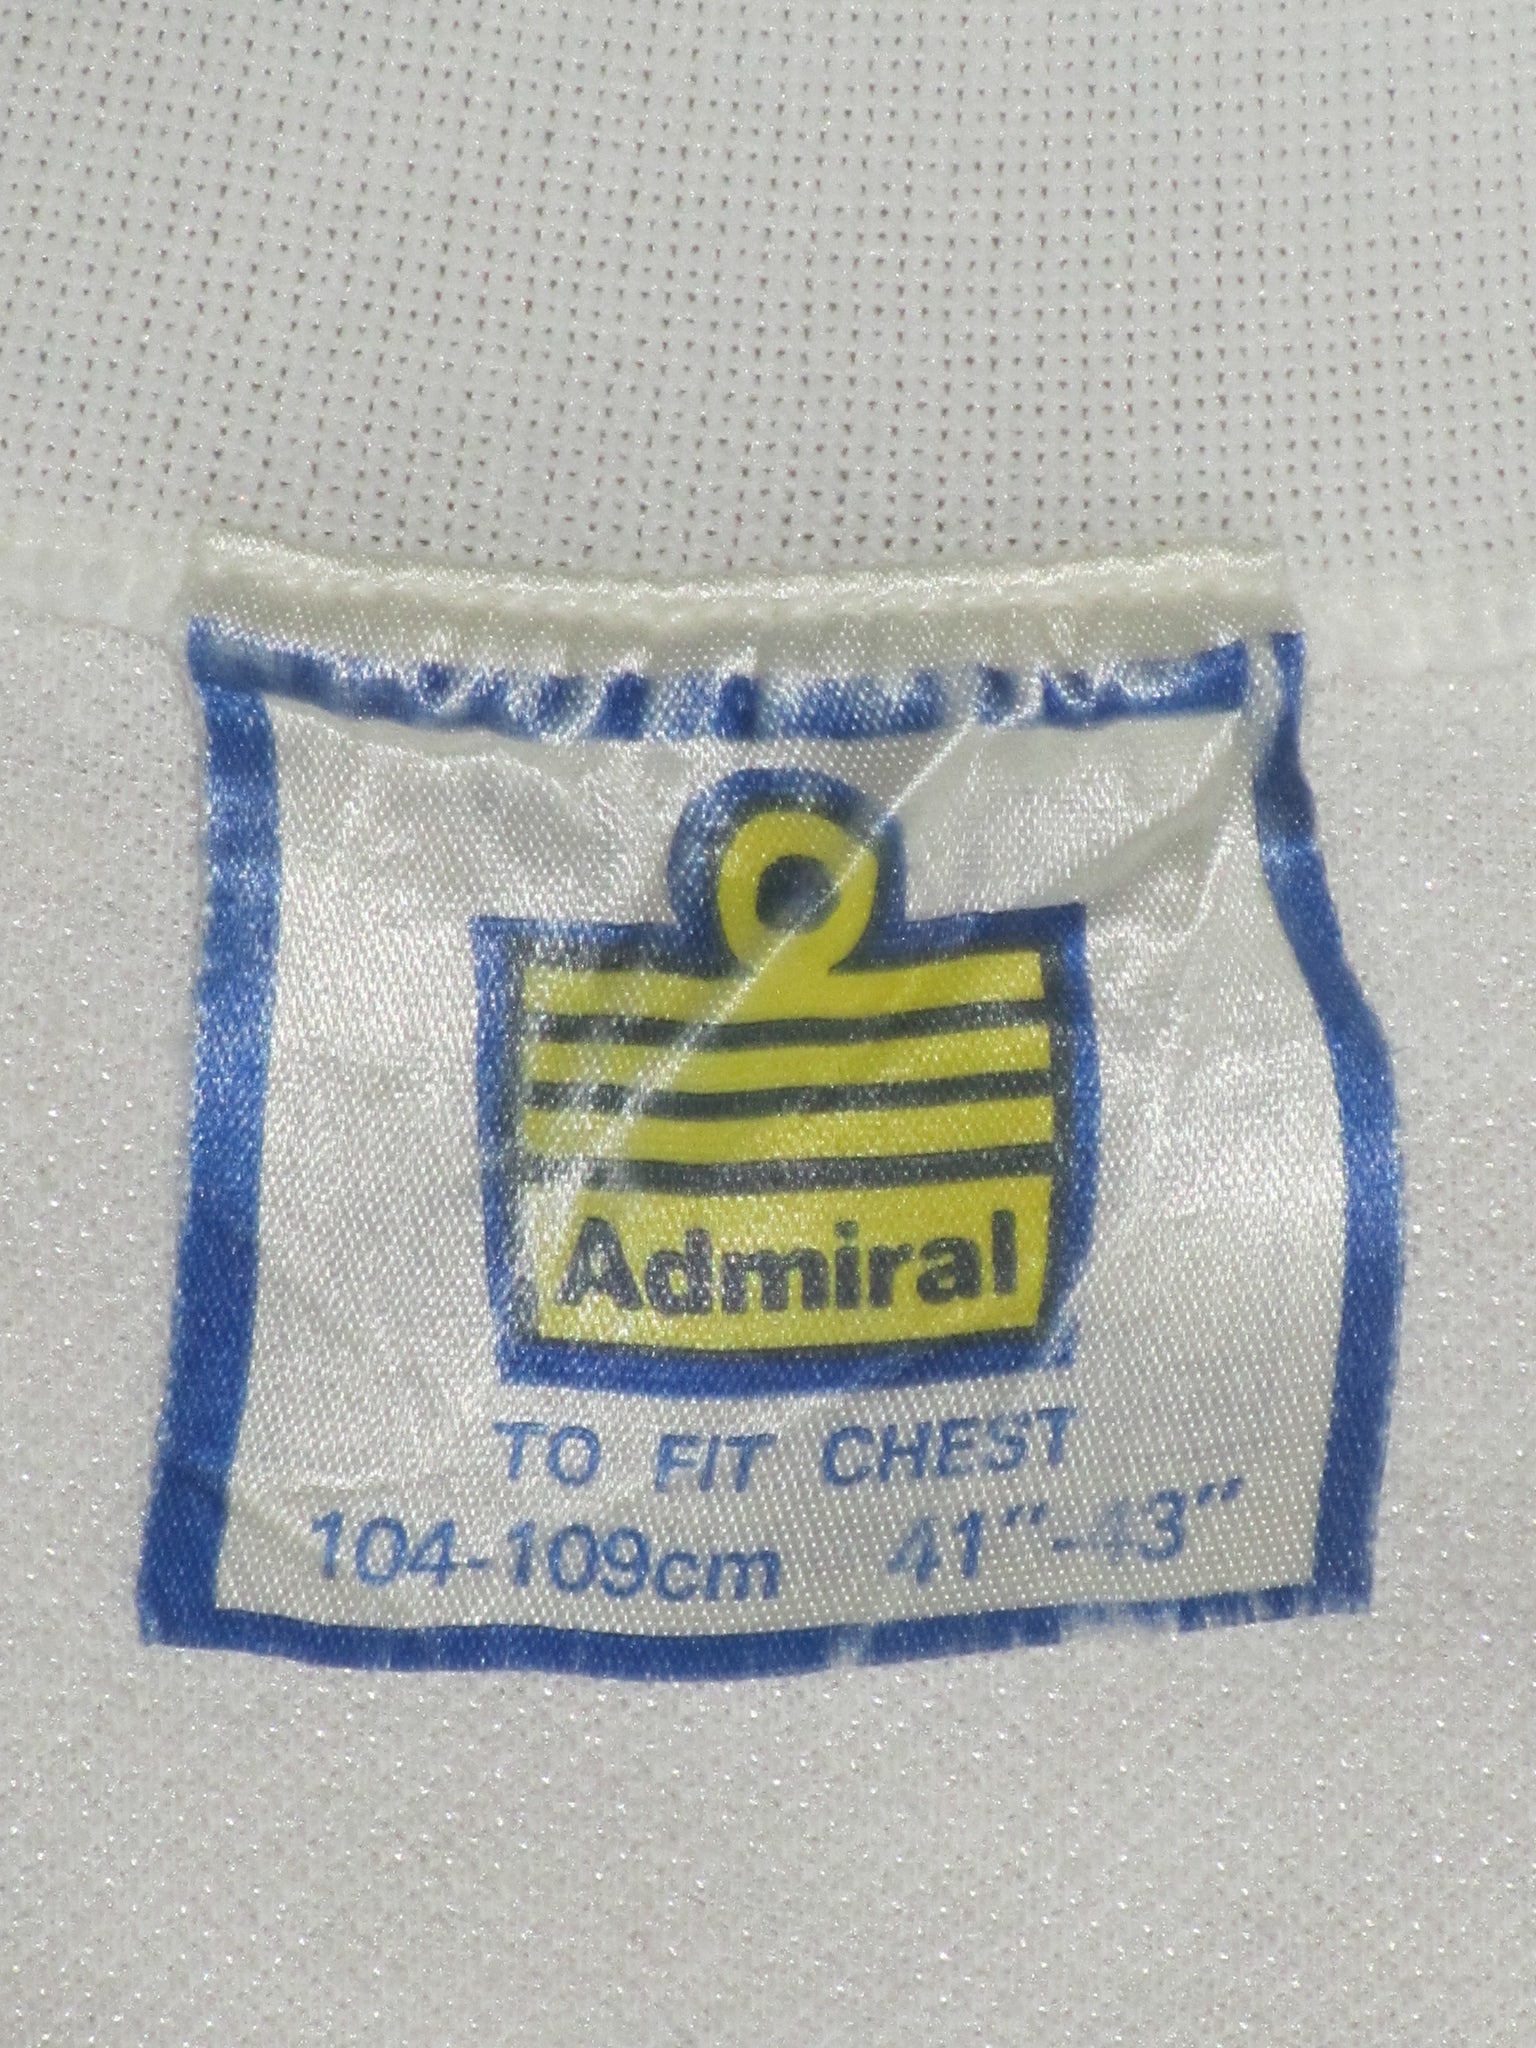 Admiral
TO FIT CHEST
104-109cm 41"-43"